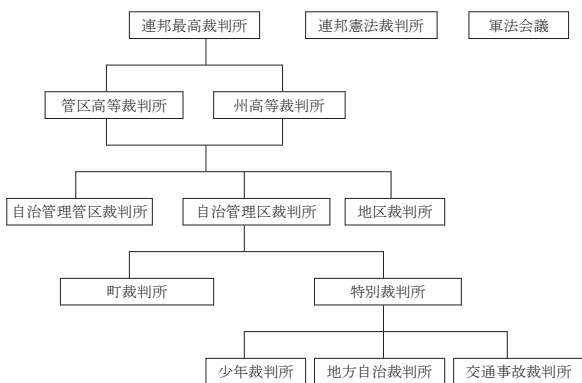 連邦最高裁判所
連邦憲法裁判所
軍法会議
管区高等裁判所
州高等裁判所
自治管理管区裁判所
自治管理区裁判所
地区裁判所
町裁判所
特別裁判所
少年裁判所
地方自治裁判所
交通事故裁判所